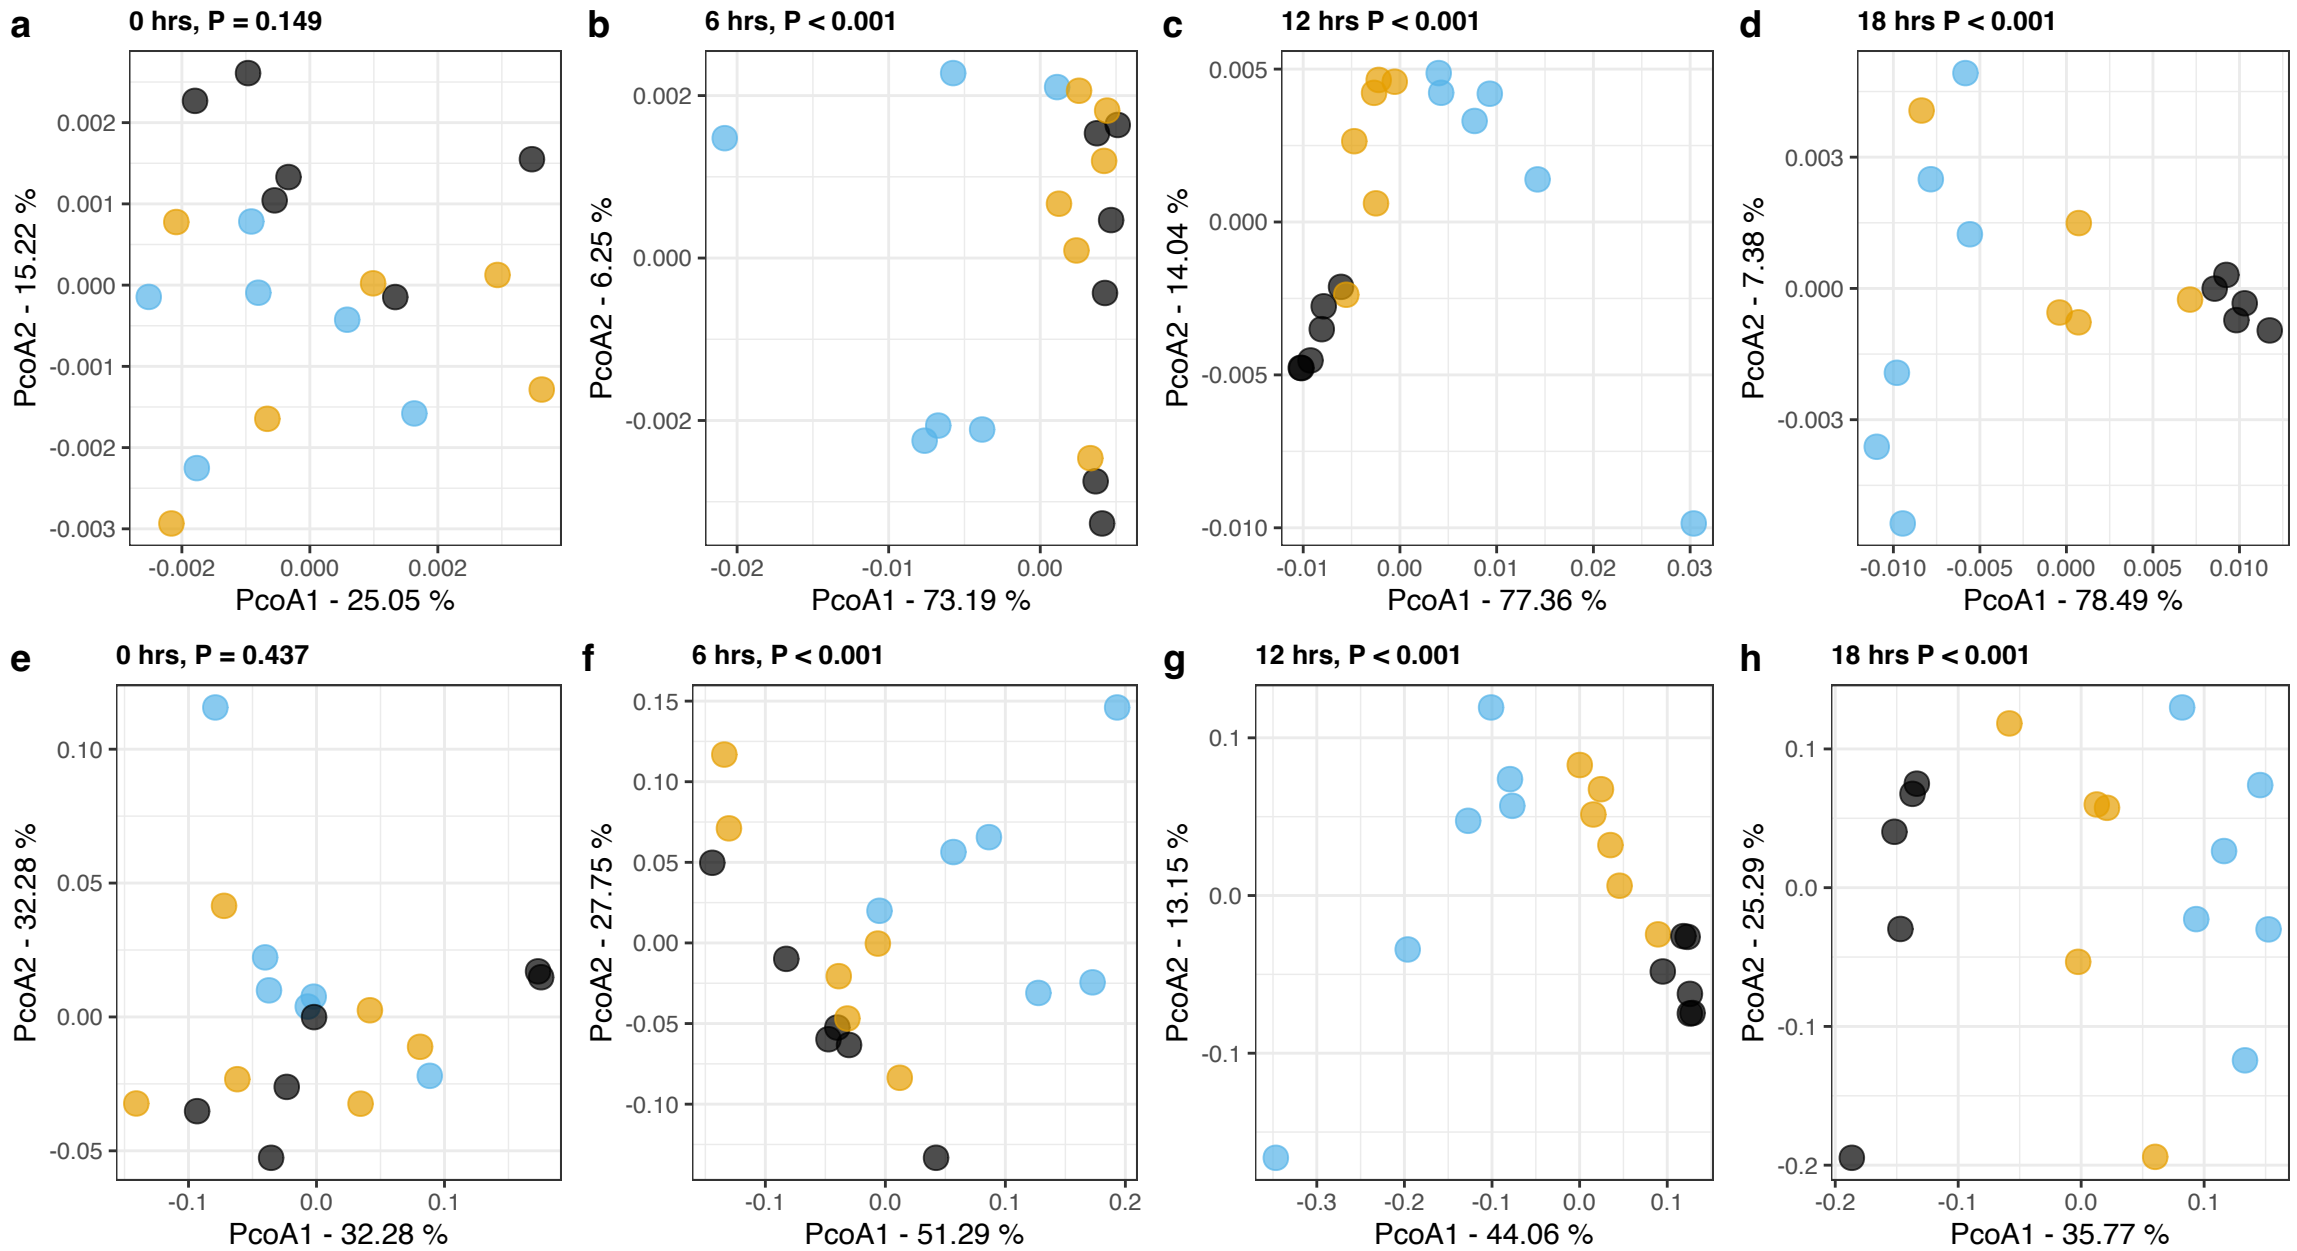 a
0 hrs, P = 0.149
PcoA2 - 15.22 %
0.002
0.001
0.000
-0.001
-0.002
-0.003
-0.002 0.000 0.002
PcoA1 - 25.05 %
b
6 hrs, P < 0.001
PcoA2 - 6.25 %
0.002
0.000
-0.002
-0.02 -0.01 0.00
PcoA1 - 73.19 %
c
12 hrs P < 0.001
PcoA2 - 14.04 %
0.005
0.000
-0.005
-0.010
-0.01 0.00 0.01 0.02 0.03
PcoA1 - 77.36 %
d
18 hrs P < 0.001
PcoA2 - 7.38 %
0.003
0.000
-0.003
-0.010 -0.005 0.000 0.005 0.010
PcoA1 - 78.49 %
e
0 hrs, P = 0.437
PcoA2 - 32.28 %
0.10
0.05
0.00
-0.05
-0.1 0.0 0.1
PcoA1 - 32.28 %
f
6 hrs, P < 0.001
PcoA2 - 27.75 %
0.15
0.10
0.05
0.00
-0.05
-0.10
-0.1 0.0 0.1 0.2
PcoA1 - 51.29 %
g
12 hrs, P < 0.001
PcoA2 - 13.15 %
0.1
0.0
-0.1
-0.3 -0.2 -0.1 0.0 0.1
PcoA1 - 44.06 %
h
18 hrs P < 0.001
PcoA2 - 25.29 %
0.1
0.0
-0.1
-0.2
-0.2 -0.1 0.0 0.1
PcoA1 - 35.77 %